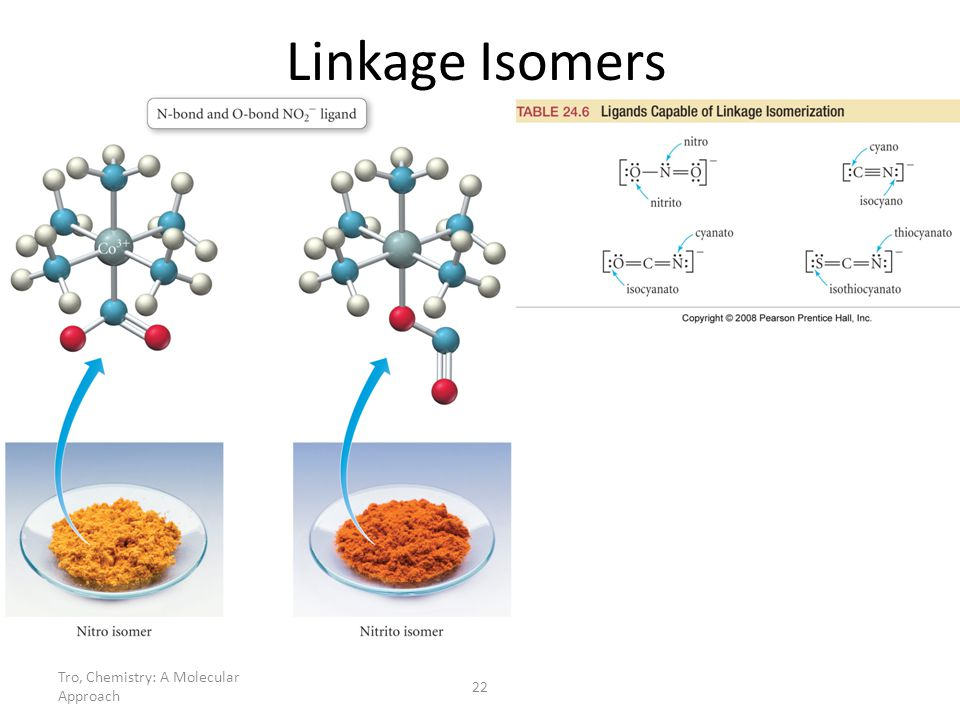 Linkage Isomers
N-bond and O-bond NO₂⁻ ligand
Co³⁺
Nitro isomer
Nitrito isomer
TABLE 24.6 Ligands Capable of Linkage Isomerization
nitro
[:Ö—N̈=Ö:]⁻
nitrito
cyano
[:C≡N:]⁻
isocyano
cyanato
[:Ö=C=N̈:]⁻
isocyanato
thiocyanato
[:S̈=C=N̈:]⁻
isothiocyanato
Copyright © 2008 Pearson Prentice Hall, Inc.
Tro, Chemistry: A Molecular
Approach
22